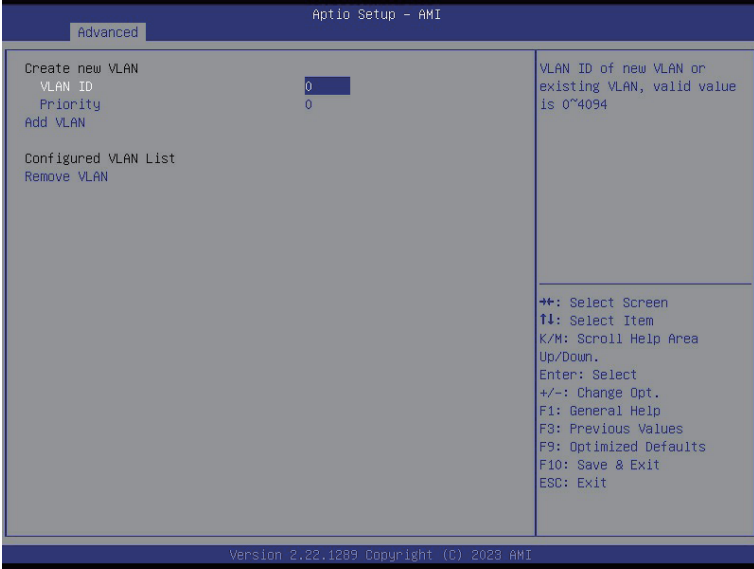 Aptio Setup – AMI
Advanced
Create new VLAN
VLAN ID 0
Priority 0
Add VLAN
Configured VLAN List
Remove VLAN
VLAN ID of new VLAN or
existing VLAN, valid value
is 0~4094
→←: Select Screen
↑↓: Select Item
K/M: Scroll Help Area
Up/Down.
Enter: Select
+/-: Change Opt.
F1: General Help
F3: Previous Values
F9: Optimized Defaults
F10: Save & Exit
ESC: Exit
Version 2.22.1289 Copyright (C) 2023 AMI